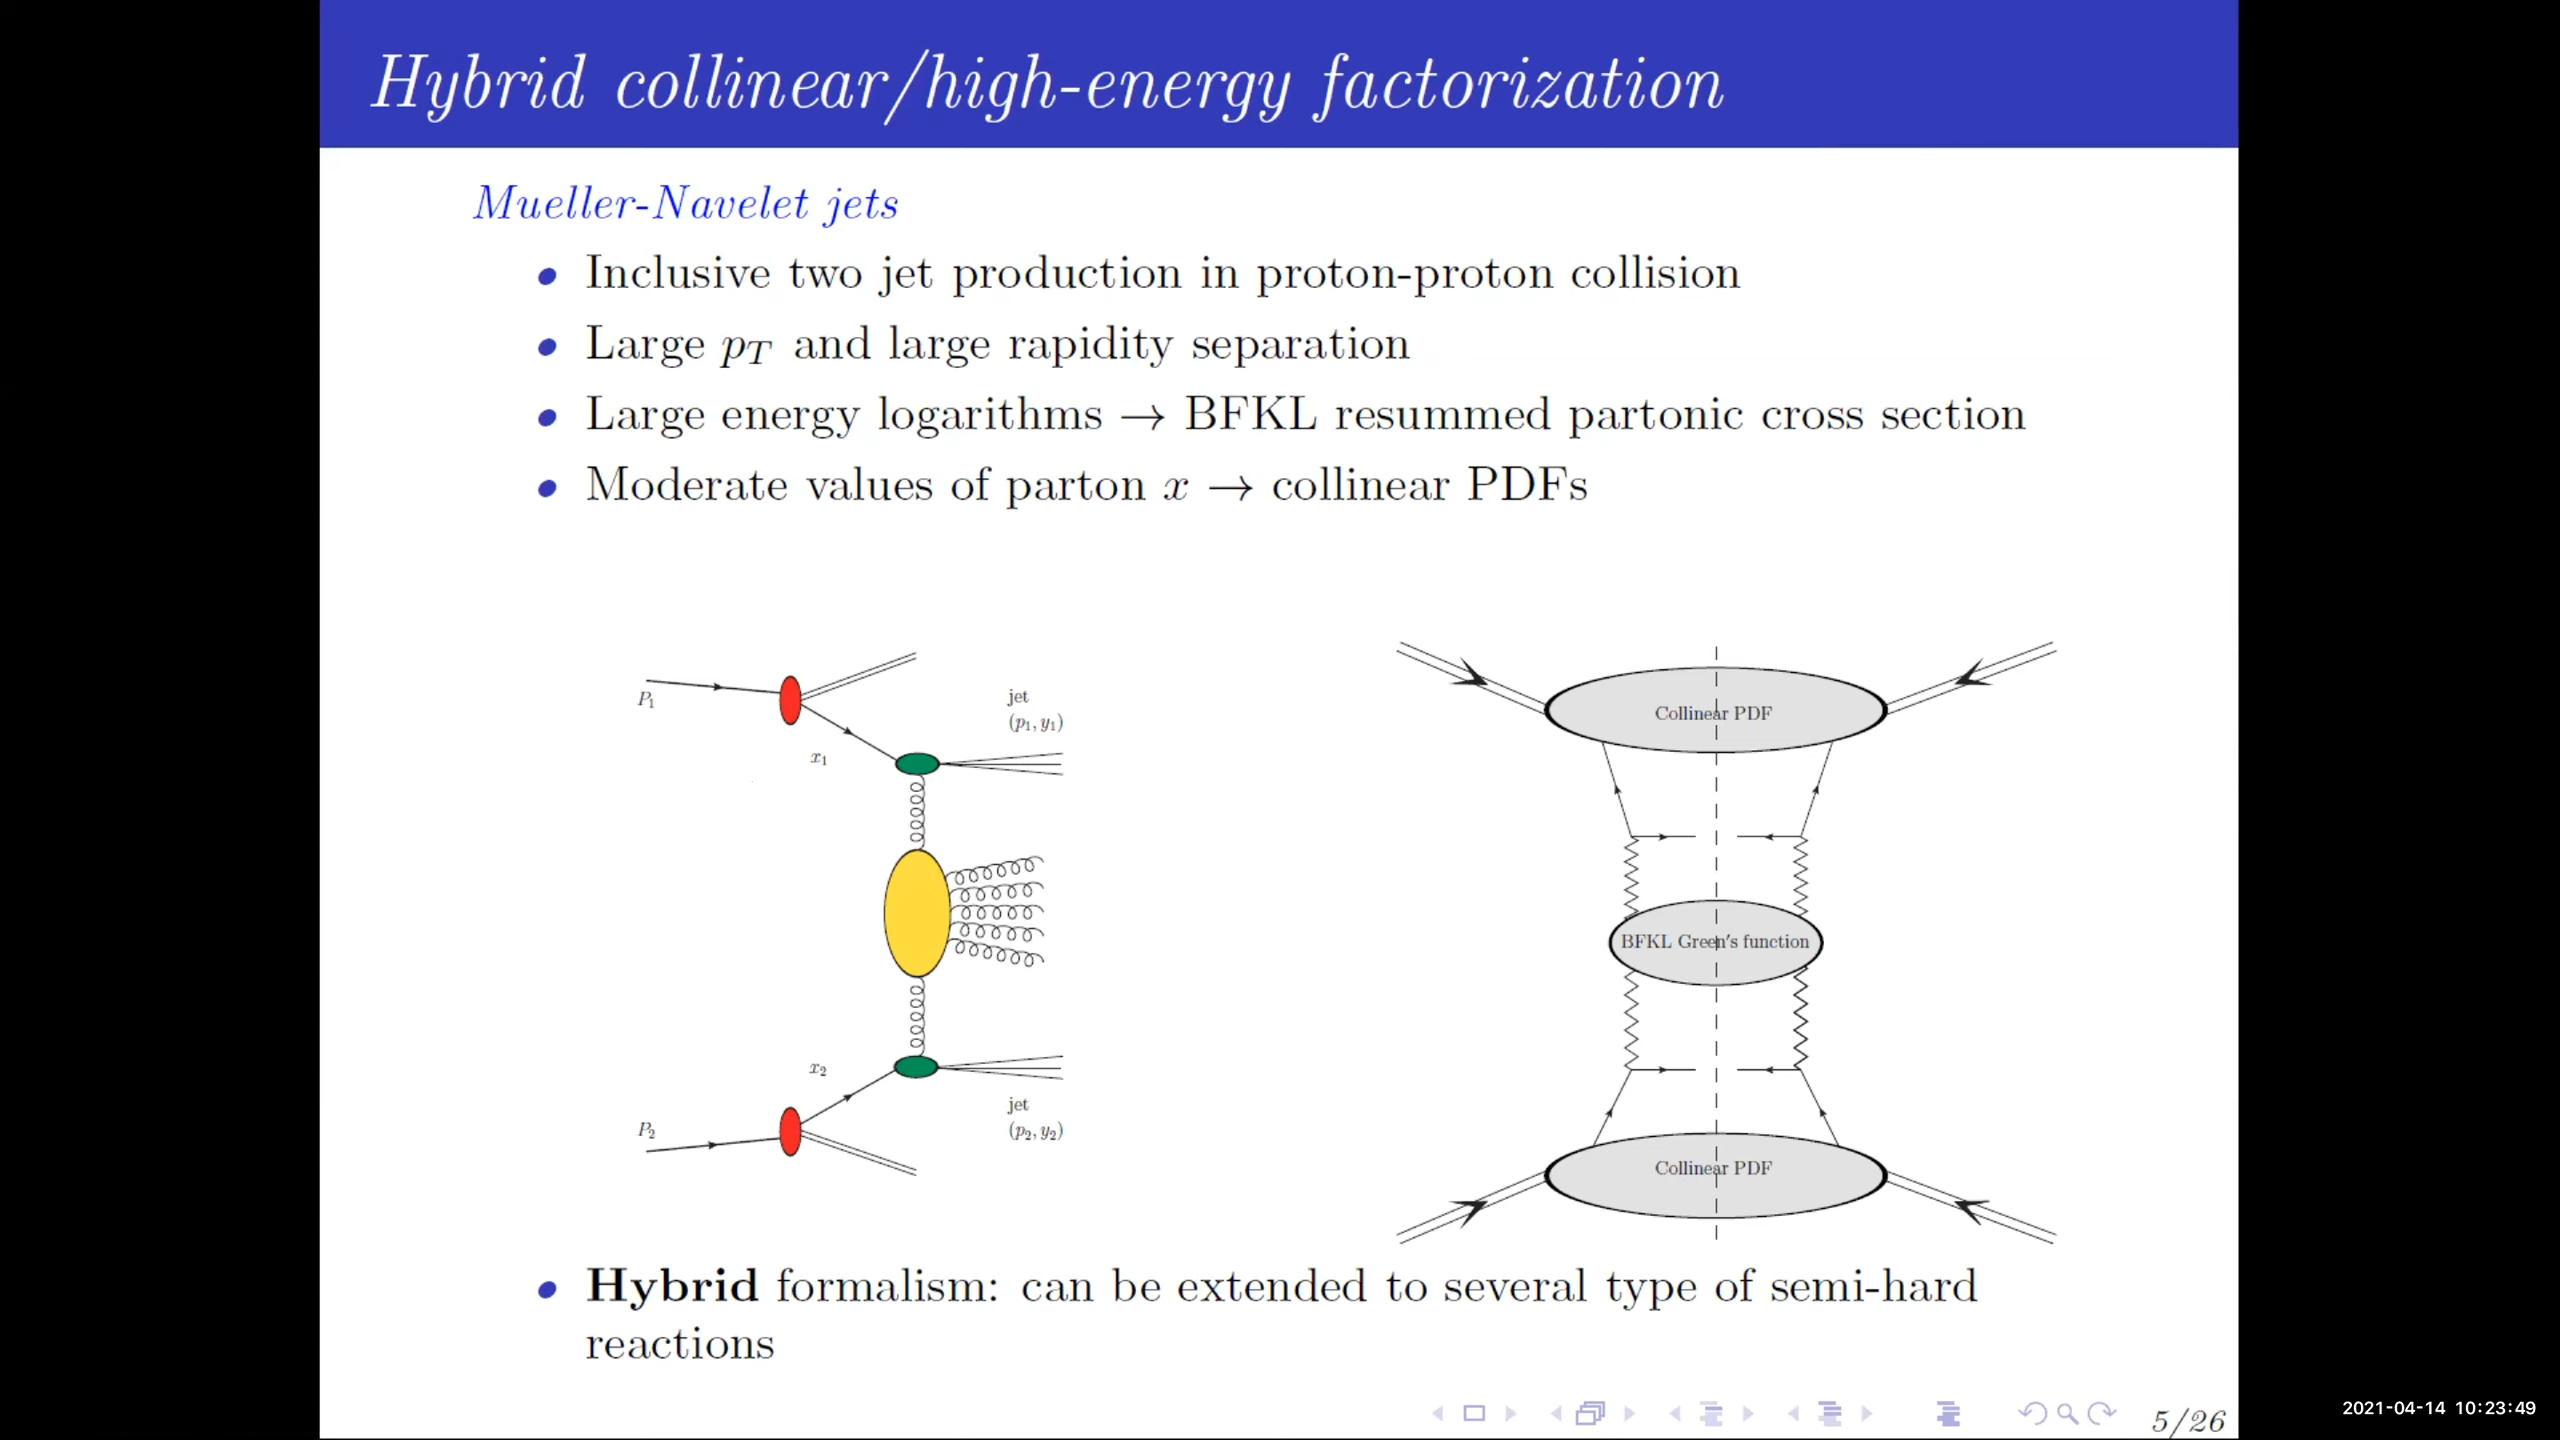 Hybrid collinear/high-energy factorization
Mueller-Navelet jets
• Inclusive two jet production in proton-proton collision
• Large p_T and large rapidity separation
• Large energy logarithms → BFKL resummed partonic cross section
• Moderate values of parton x → collinear PDFs
P₁
x₁
jet
(p₁, y₁)
x₂
P₂
jet
(p₂, y₂)
Collinear PDF
BFKL Green's function
Collinear PDF
• Hybrid formalism: can be extended to several type of semi-hard
reactions
5/26
2021-04-14 10:23:49